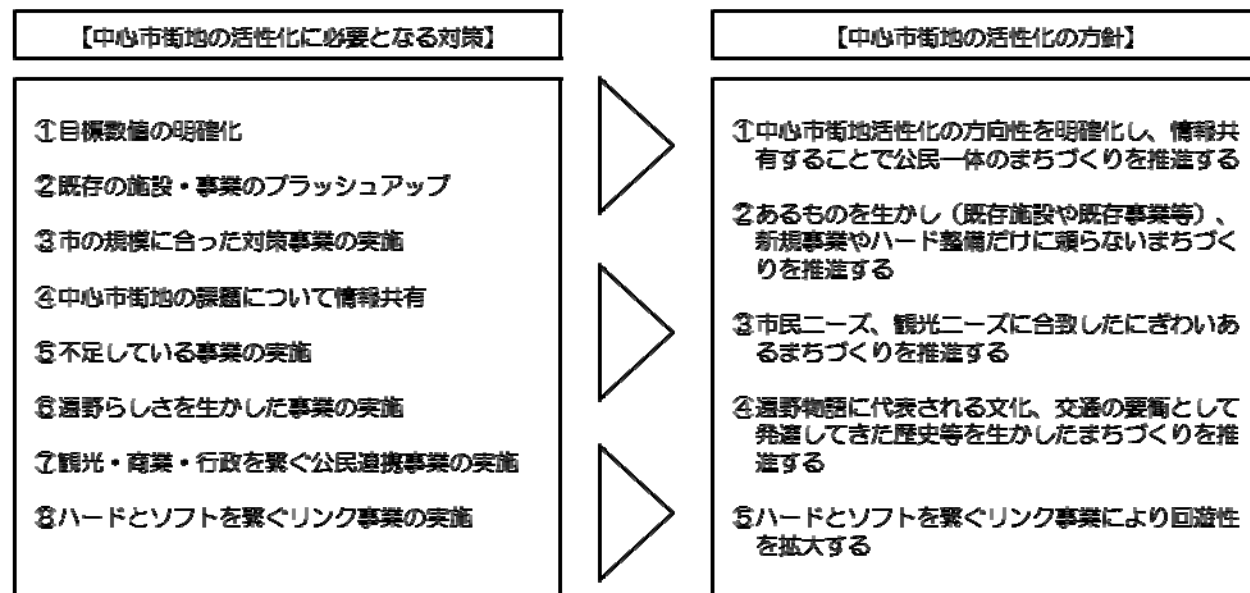 【中心市街地の活性化に必要となる対策】
①目標数値の明確化
②既存の施設・事業のブラッシュアップ
③市の規模に合った対策事業の実施
④中心市街地の課題について情報共有
⑤不足している事業の実施
⑥遠野らしさを生かした事業の実施
⑦観光・商業・行政を繋ぐ公民連携事業の実施
⑧ハードとソフトを繋ぐリンク事業の実施
【中心市街地の活性化の方針】
①中心市街地活性化の方向性を明確化し、情報共
有することで公民一体のまちづくりを推進する
②あるものを生かし（既存施設や既存事業等）、
新規事業やハード整備だけに頼らないまちづく
りを推進する
③市民ニーズ、観光ニーズに合致したにぎわいあ
るまちづくりを推進する
④遠野物語に代表される文化、交通の要衝として
発達してきた歴史等を生かしたまちづくりを推
進する
⑤ハードとソフトを繋ぐリンク事業により回遊性
を拡大する